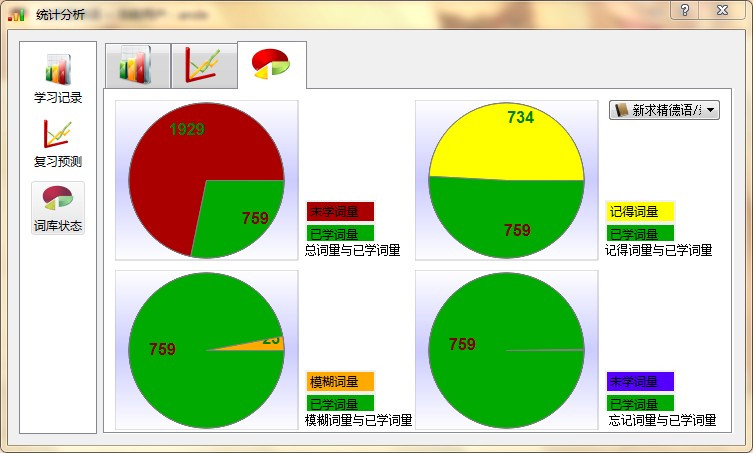 统计分析
学习记录
复习预测
词库状态
新求精德语/
1929
759
未学词量
已学词量
总词量与已学词量
734
759
记得词量
已学词量
记得词量与已学词量
759
模糊词量
已学词量
模糊词量与已学词量
759
未学词量
已学词量
忘记词量与已学词量